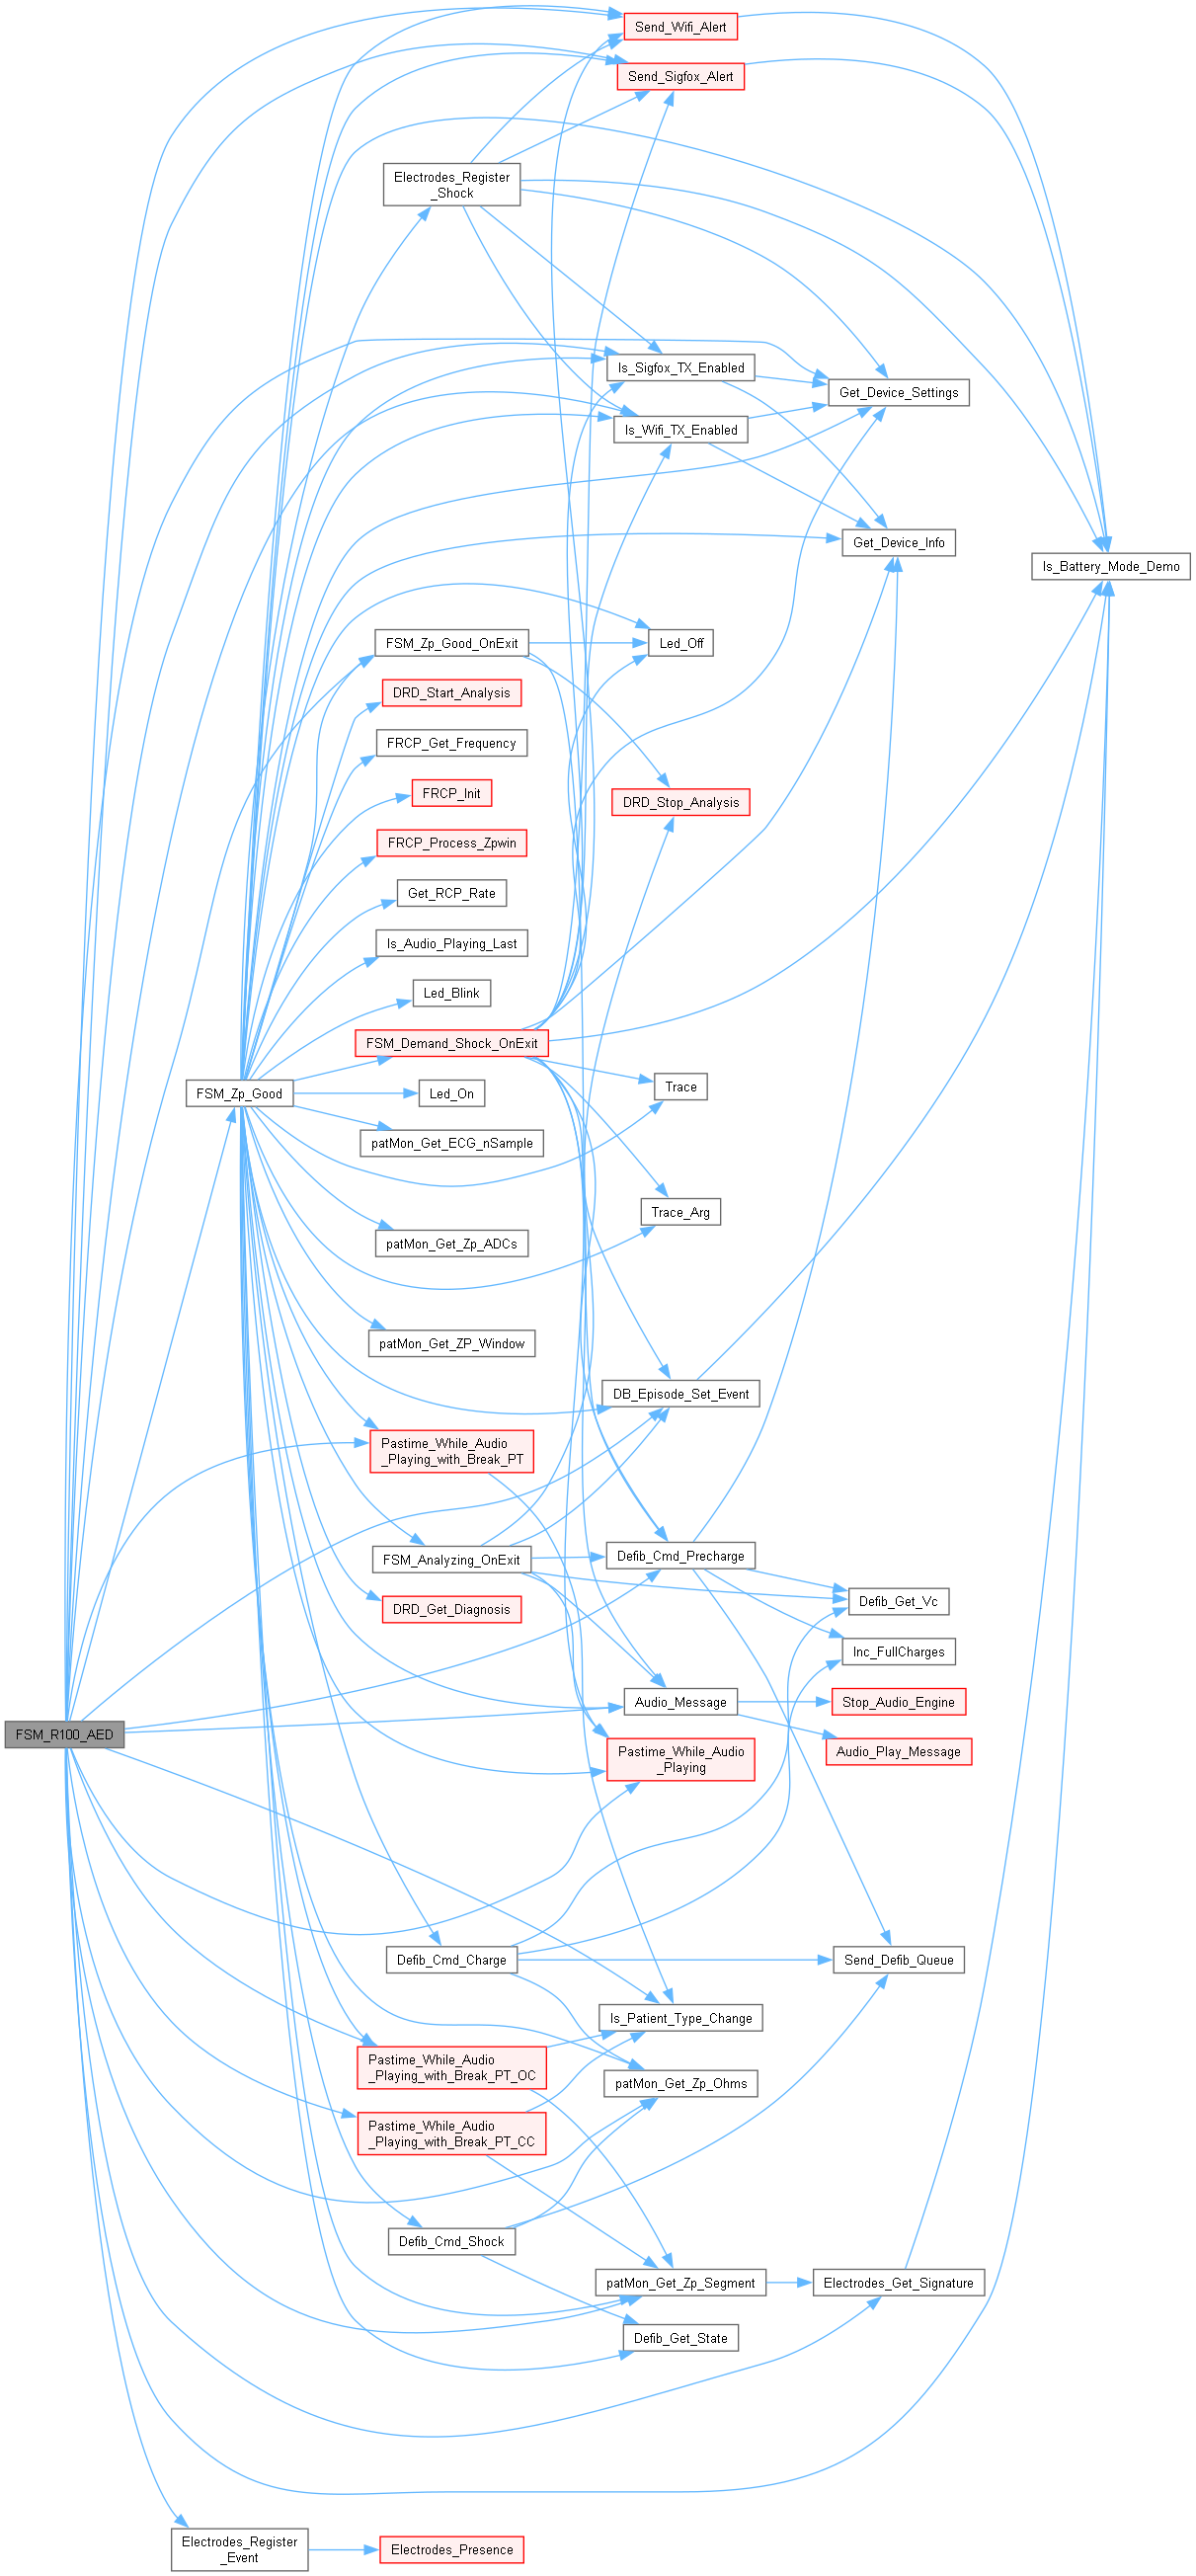 Send_Wifi_Alert
Send_Sigfox_Alert
Electrodes_Register
_Shock
Is_Sigfox_TX_Enabled
Get_Device_Settings
Is_Wifi_TX_Enabled
Get_Device_Info
Is_Battery_Mode_Demo
FSM_Zp_Good_OnExit
Led_Off
DRD_Start_Analysis
FRCP_Get_Frequency
FRCP_Init
DRD_Stop_Analysis
FRCP_Process_Zpwin
Get_RCP_Rate
Is_Audio_Playing_Last
Led_Blink
FSM_Demand_Shock_OnExit
Trace
FSM_Zp_Good
Led_On
patMon_Get_ECG_nSample
Trace_Arg
patMon_Get_Zp_ADCs
patMon_Get_ZP_Window
DB_Episode_Set_Event
Pastime_While_Audio
_Playing_with_Break_PT
Defib_Cmd_Precharge
FSM_Analyzing_OnExit
Defib_Get_Vc
DRD_Get_Diagnosis
Inc_FullCharges
Audio_Message
Stop_Audio_Engine
FSM_R100_AED
Audio_Play_Message
Pastime_While_Audio
_Playing
Defib_Cmd_Charge
Send_Defib_Queue
Is_Patient_Type_Change
Pastime_While_Audio
_Playing_with_Break_PT_OC
patMon_Get_Zp_Ohms
Pastime_While_Audio
_Playing_with_Break_PT_CC
Defib_Cmd_Shock
patMon_Get_Zp_Segment
Electrodes_Get_Signature
Defib_Get_State
Electrodes_Register
_Event
Electrodes_Presence